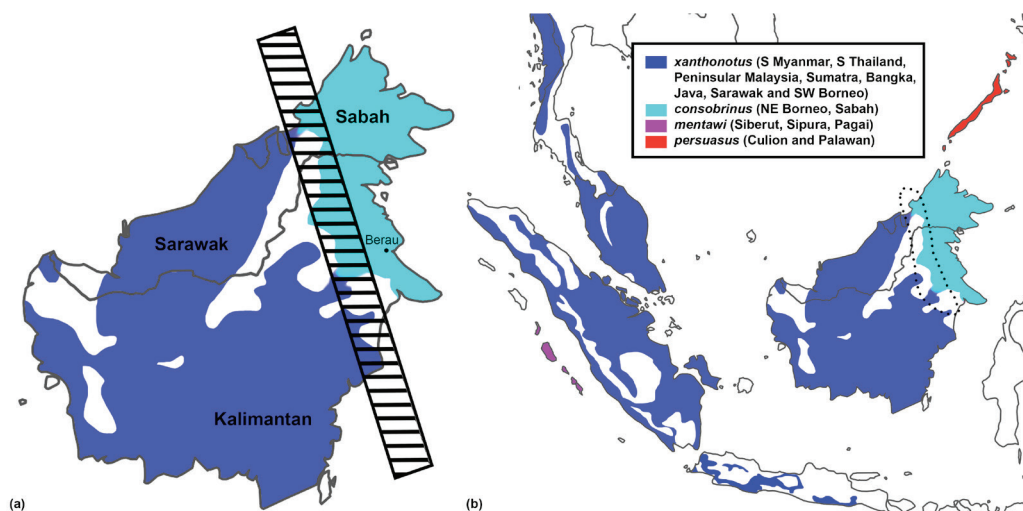 Sabah
Sarawak
Berau
Kalimantan
(a)
xanthonotus (S Myanmar, S Thailand,
Peninsular Malaysia, Sumatra, Bangka,
Java, Sarawak and SW Borneo)
consobrinus (NE Borneo, Sabah)
mentawi (Siberut, Sipura, Pagai)
persuasus (Culion and Palawan)
(b)